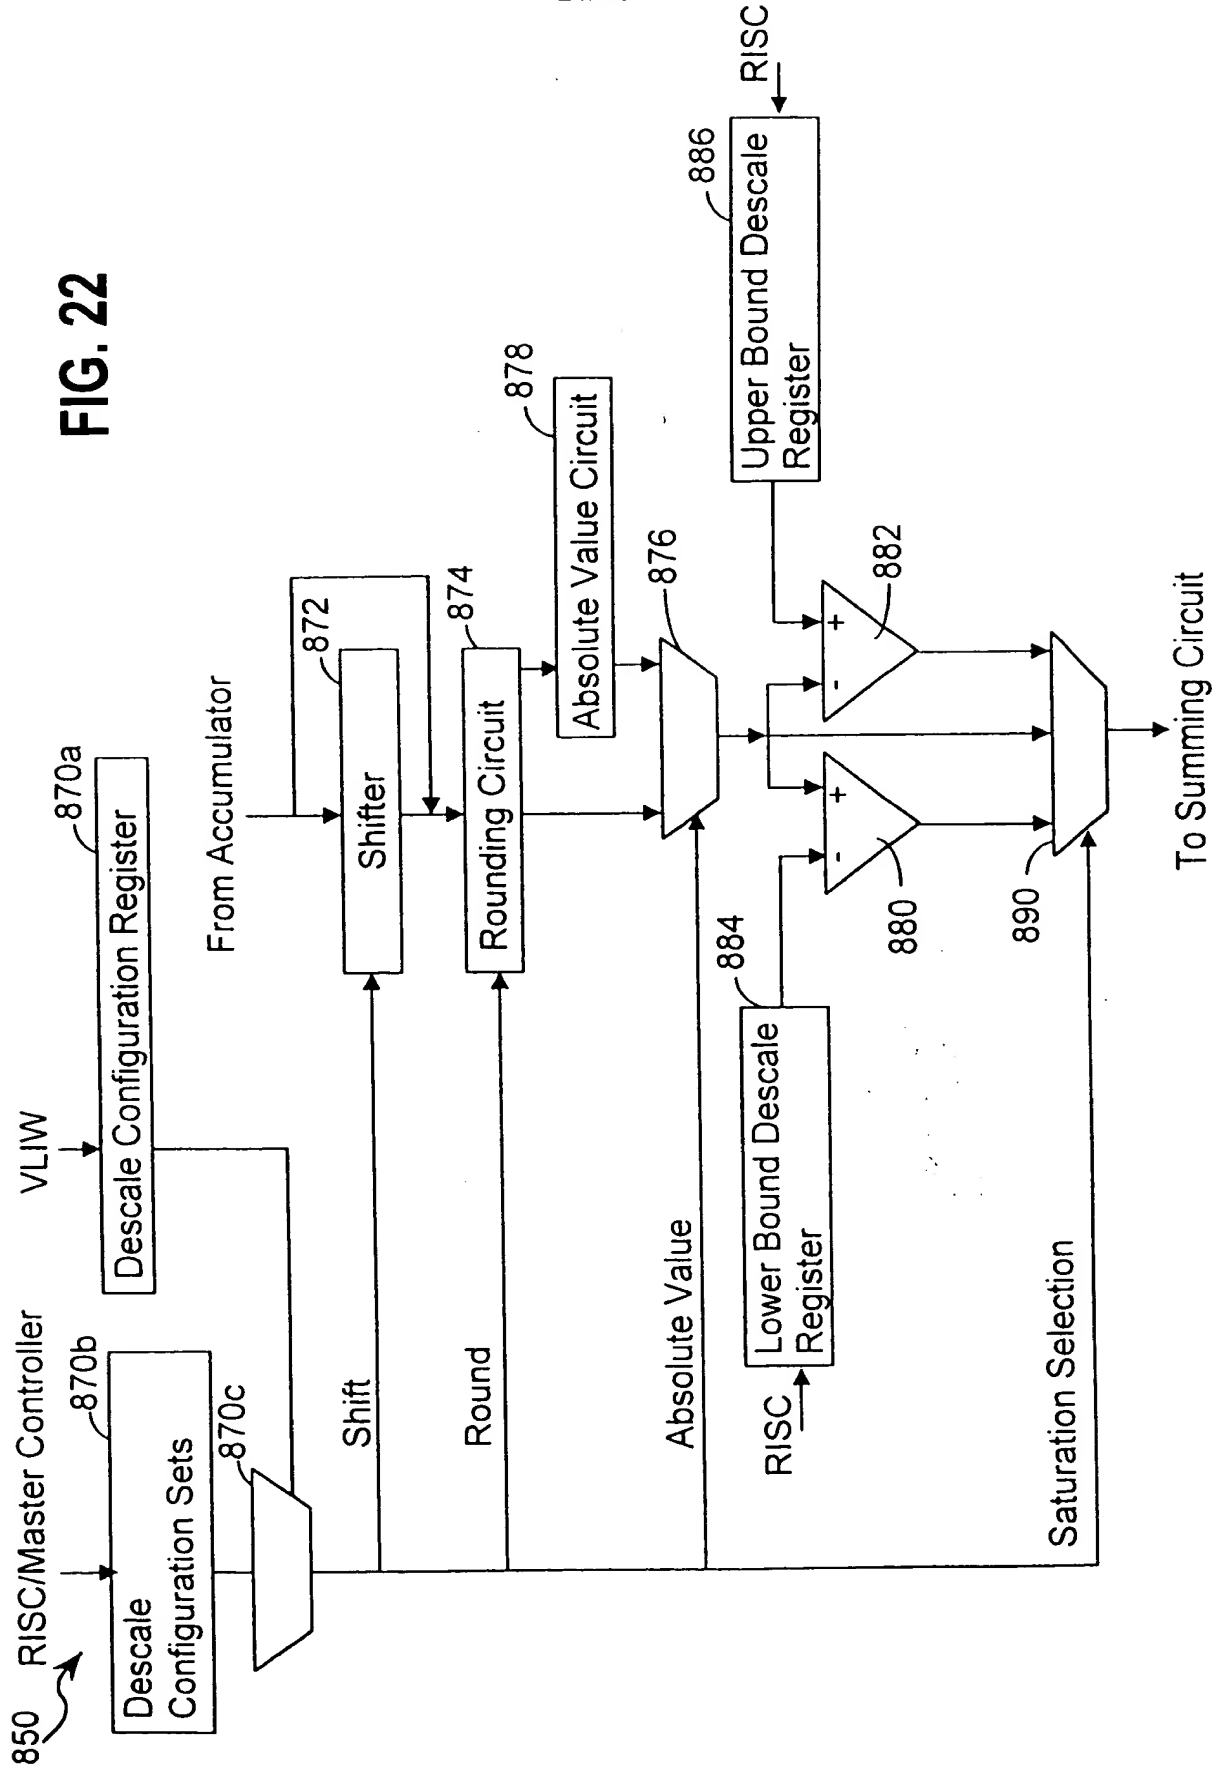 FIG. 22
850
RISC/Master Controller
VLIW
870b
Descale
Configuration Sets
870a
Descale Configuration Register
870c
From Accumulator
Shift
872
Shifter
Round
874
Rounding Circuit
878
Absolute Value Circuit
Absolute Value
876
RISC
884
Lower Bound Descale
Register
886
Upper Bound Descale
Register
RISC
-
+
880
-
+
882
Saturation Selection
890
To Summing Circuit